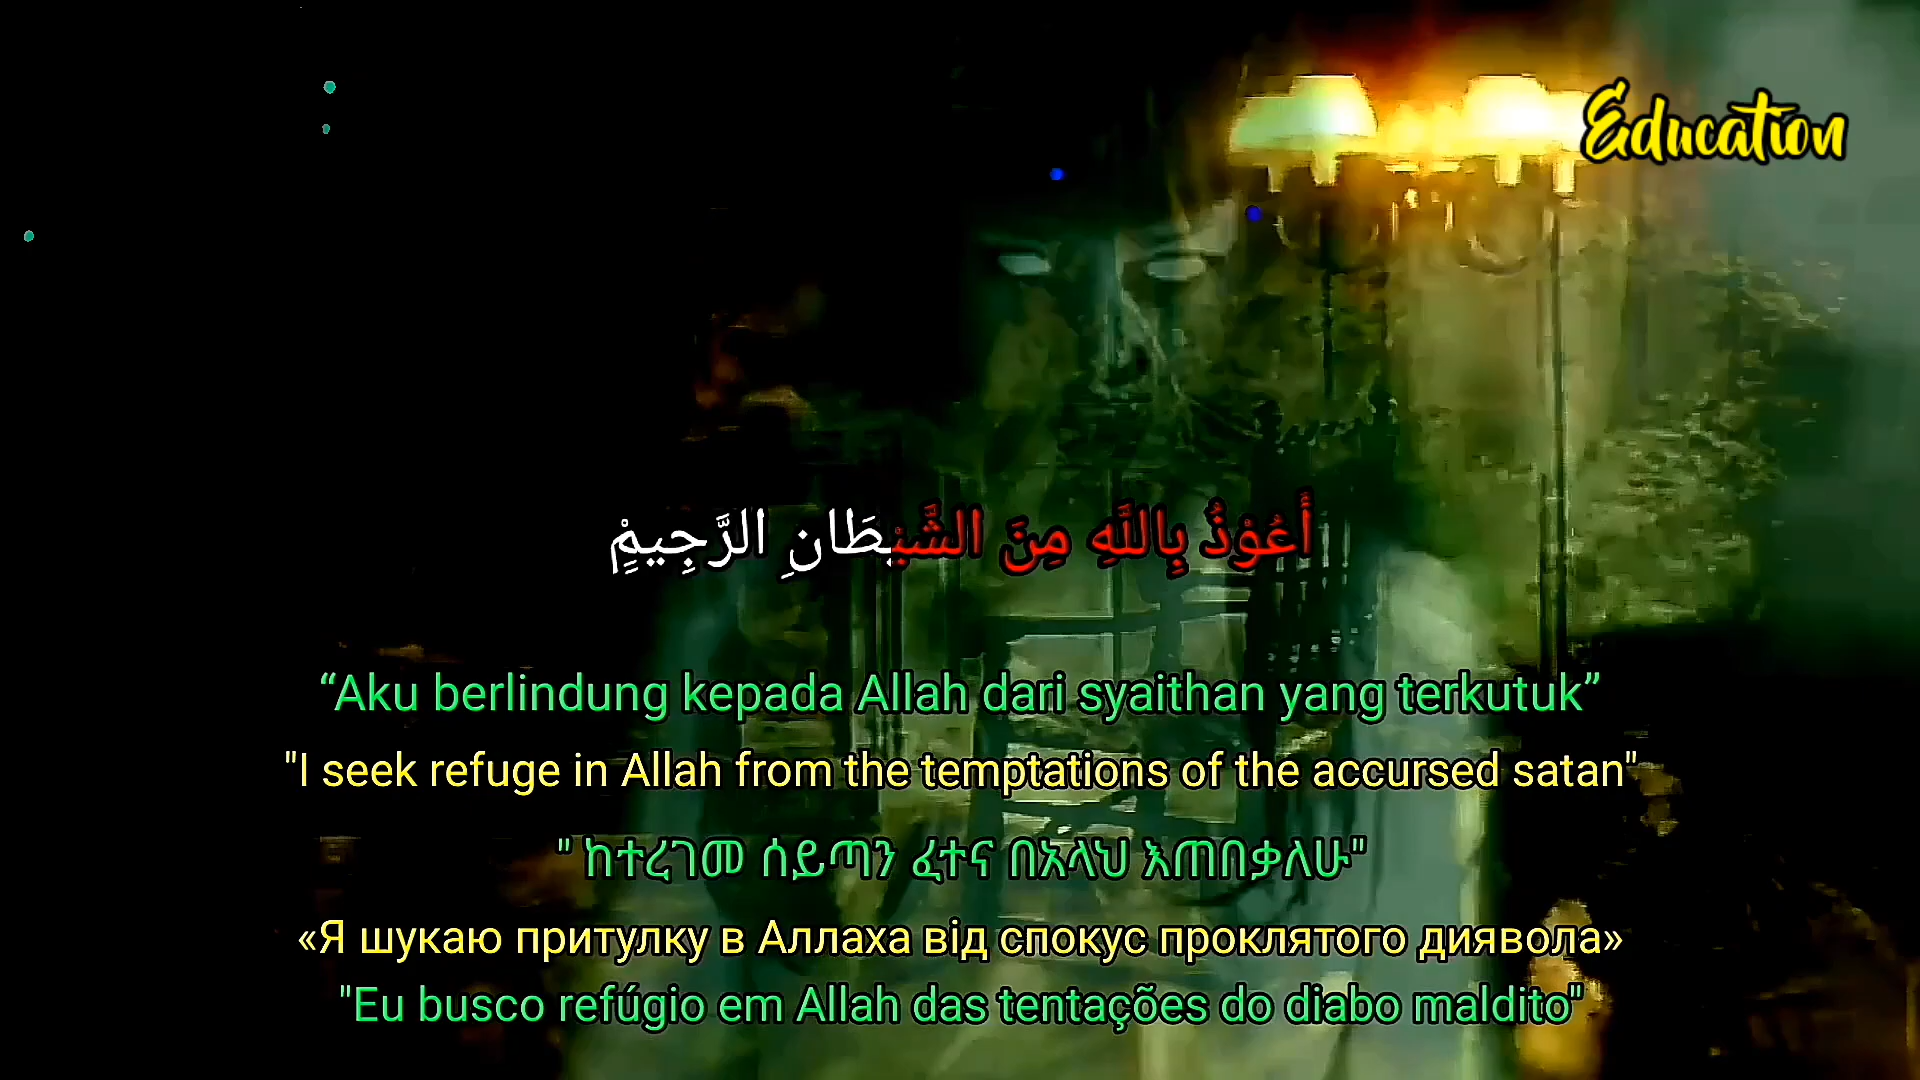 Education
أَعُوْذُ بِاللَّهِ مِنَ الشَّيْطَانِ الرَّجِيمِْ
“Aku berlindung kepada Allah dari syaithan yang terkutuk”
"I seek refuge in Allah from the temptations of the accursed satan"
" ከተረገመ ሰይጣን ፈተና በአላህ እጠበቃለሁ"
«Я шукаю притулку в Аллаха від спокус проклятого диявола»
"Eu busco refúgio em Allah das tentações do diabo maldito"